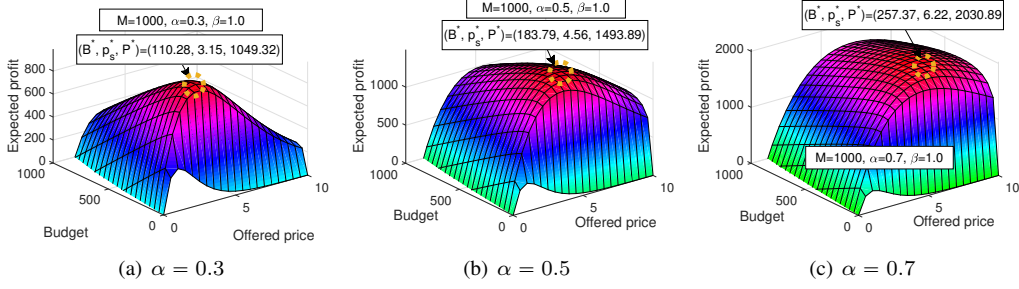 M=1000, α=0.3, β=1.0
(B*, p*s, P*)=(110.28, 3.15, 1049.32)
Expected profit
800
600
400
200
0
1000
500
0
Budget
0
5
10
Offered price
(a) α = 0.3
M=1000, α=0.5, β=1.0
(B*, p*s, P*)=(183.79, 4.56, 1493.89)
Expected profit
1000
500
0
1000
500
0
Budget
0
5
10
Offered price
(b) α = 0.5
(B*, p*s, P*)=(257.37, 6.22, 2030.89
M=1000, α=0.7, β=1.0
Expected profit
2000
1000
0
1000
500
0
Budget
0
5
10
Offered price
(c) α = 0.7